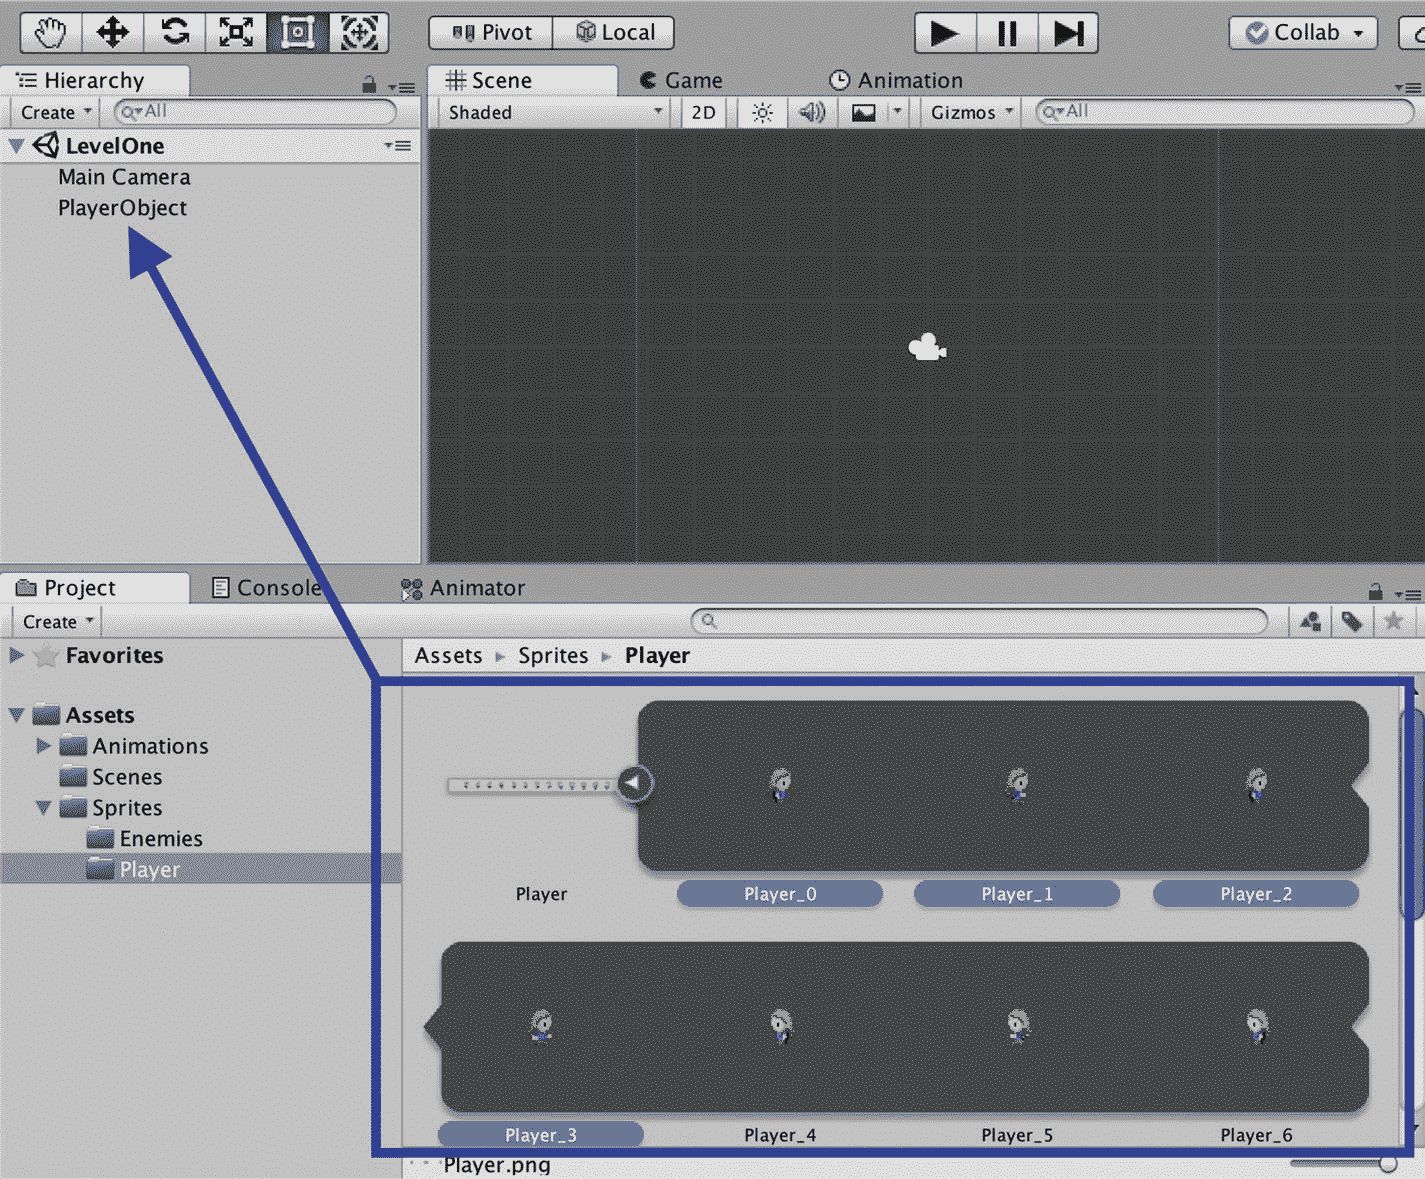 Pivot Local Collab
Hierarchy Scene Game Animation
Create All Shaded 2D Gizmos All
LevelOne
Main Camera
PlayerObject
Project Console Animator
Create
Favorites Assets Sprites Player
Assets
Animations
Scenes
Sprites
Enemies
Player
Player Player_0 Player_1 Player_2
Player_3 Player_4 Player_5 Player_6
Player.png